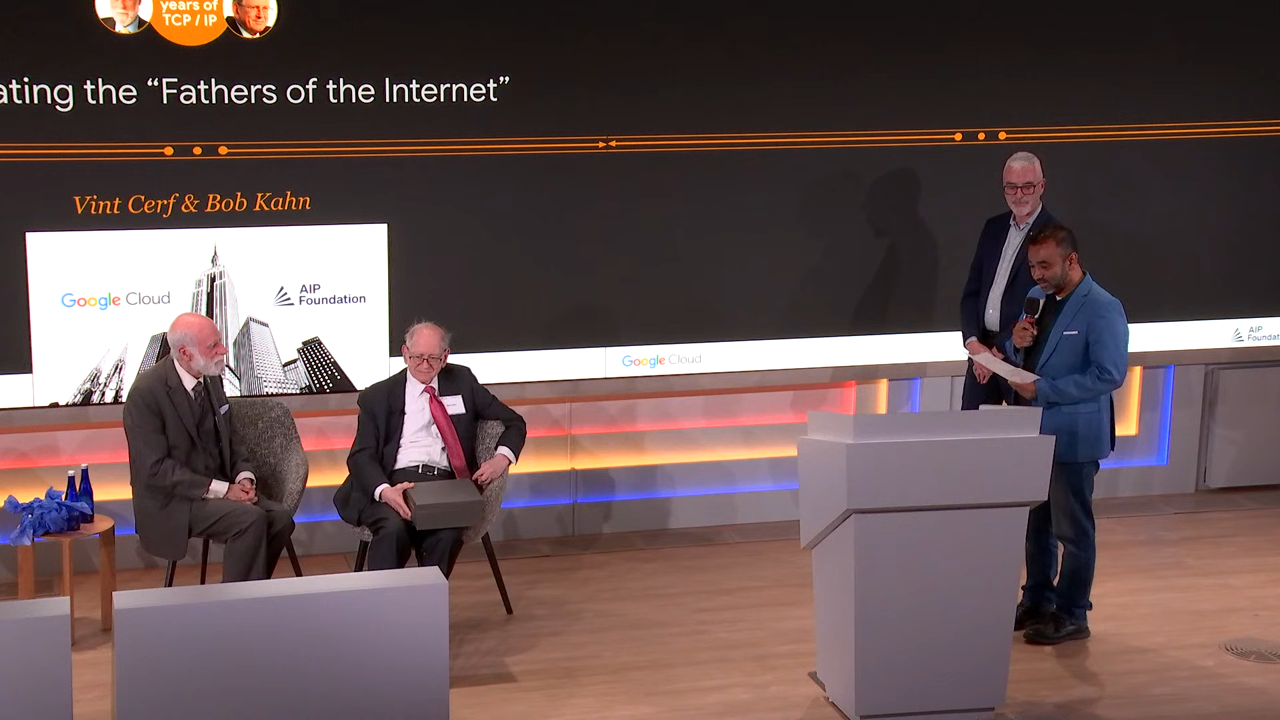 years of
TCP / IP
ating the “Fathers of the Internet”
Vint Cerf & Bob Kahn
Google Cloud
AIP
Foundation
Google Cloud
AIP
Foundat